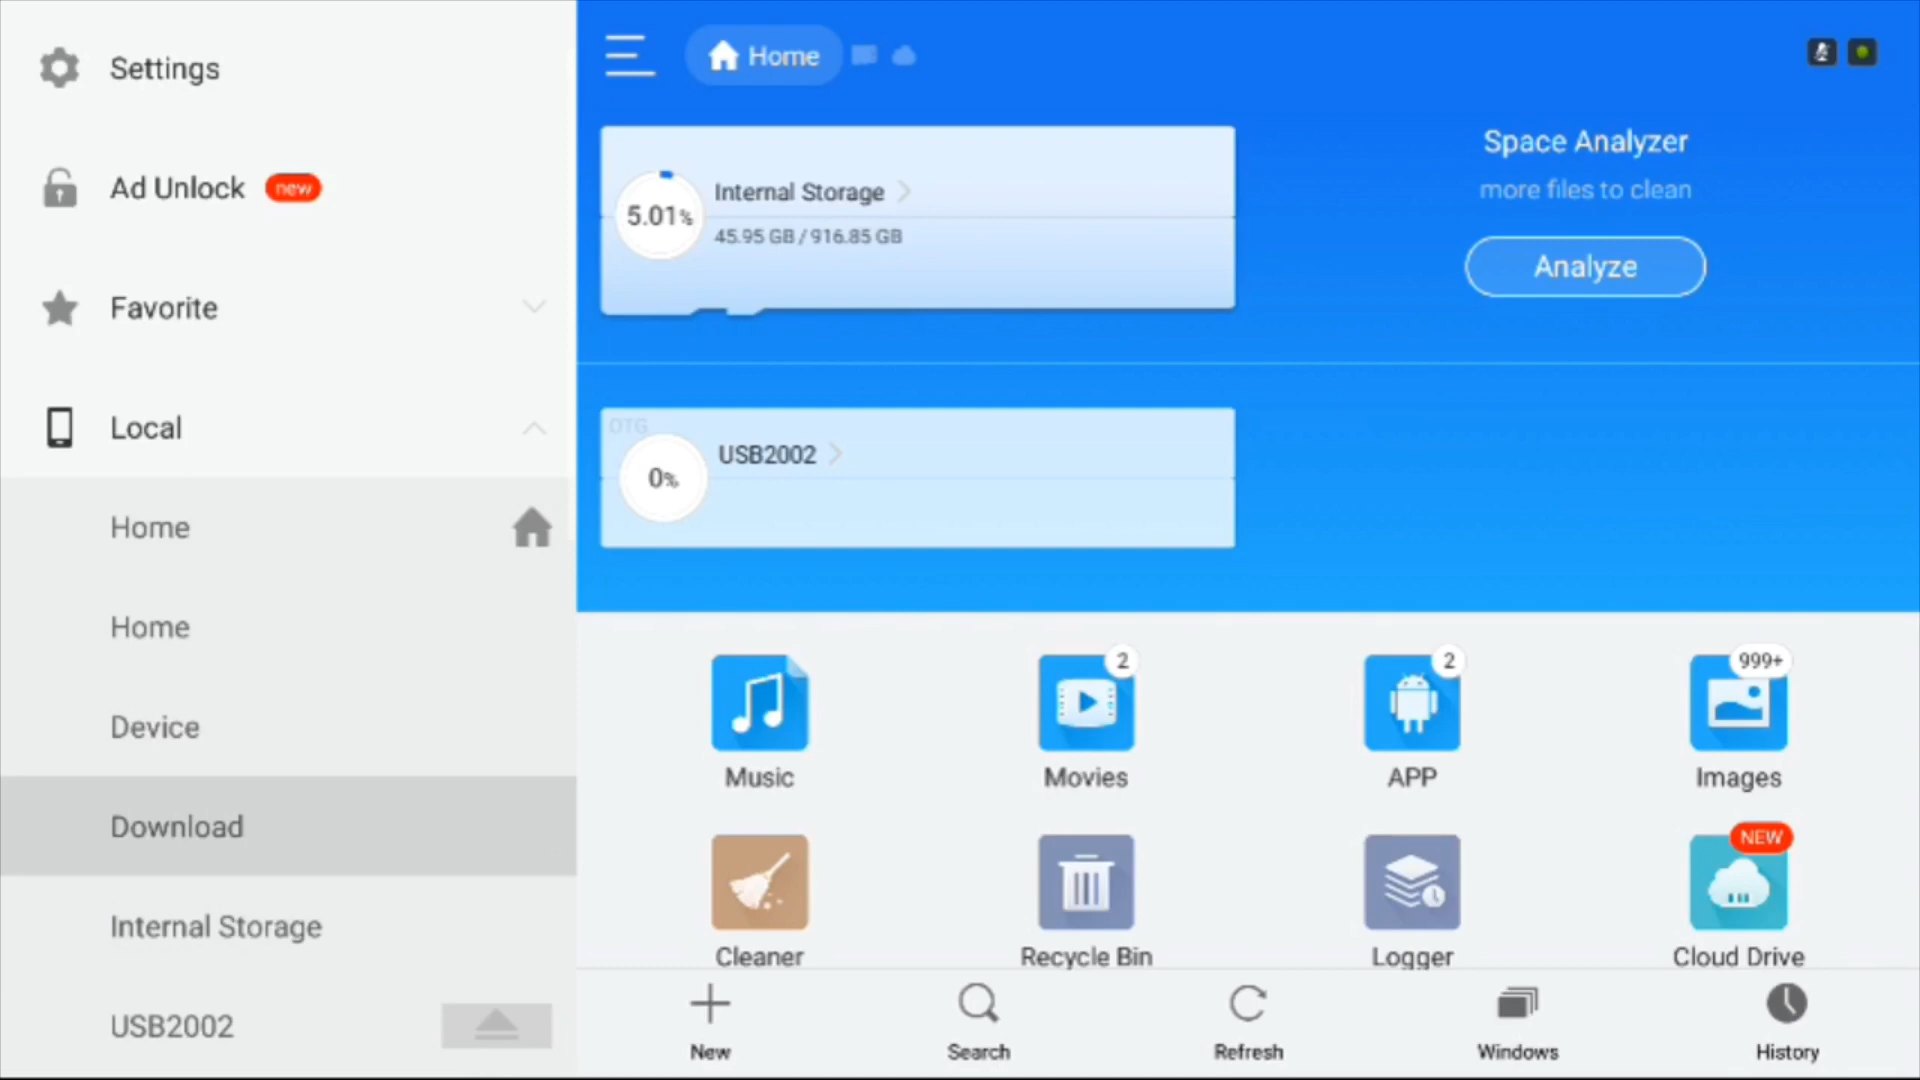 Settings
Ad Unlock new
Favorite
Local
Home
Home
Device
Download
Internal Storage
USB2002
Home
5.01%
Internal Storage
45.95 GB / 916.85 GB
Space Analyzer
more files to clean
Analyze
OTG
0%
USB2002
2
2
999+
Music
Movies
APP
Images
NEW
Cleaner
Recycle Bin
Logger
Cloud Drive
New
Search
Refresh
Windows
History